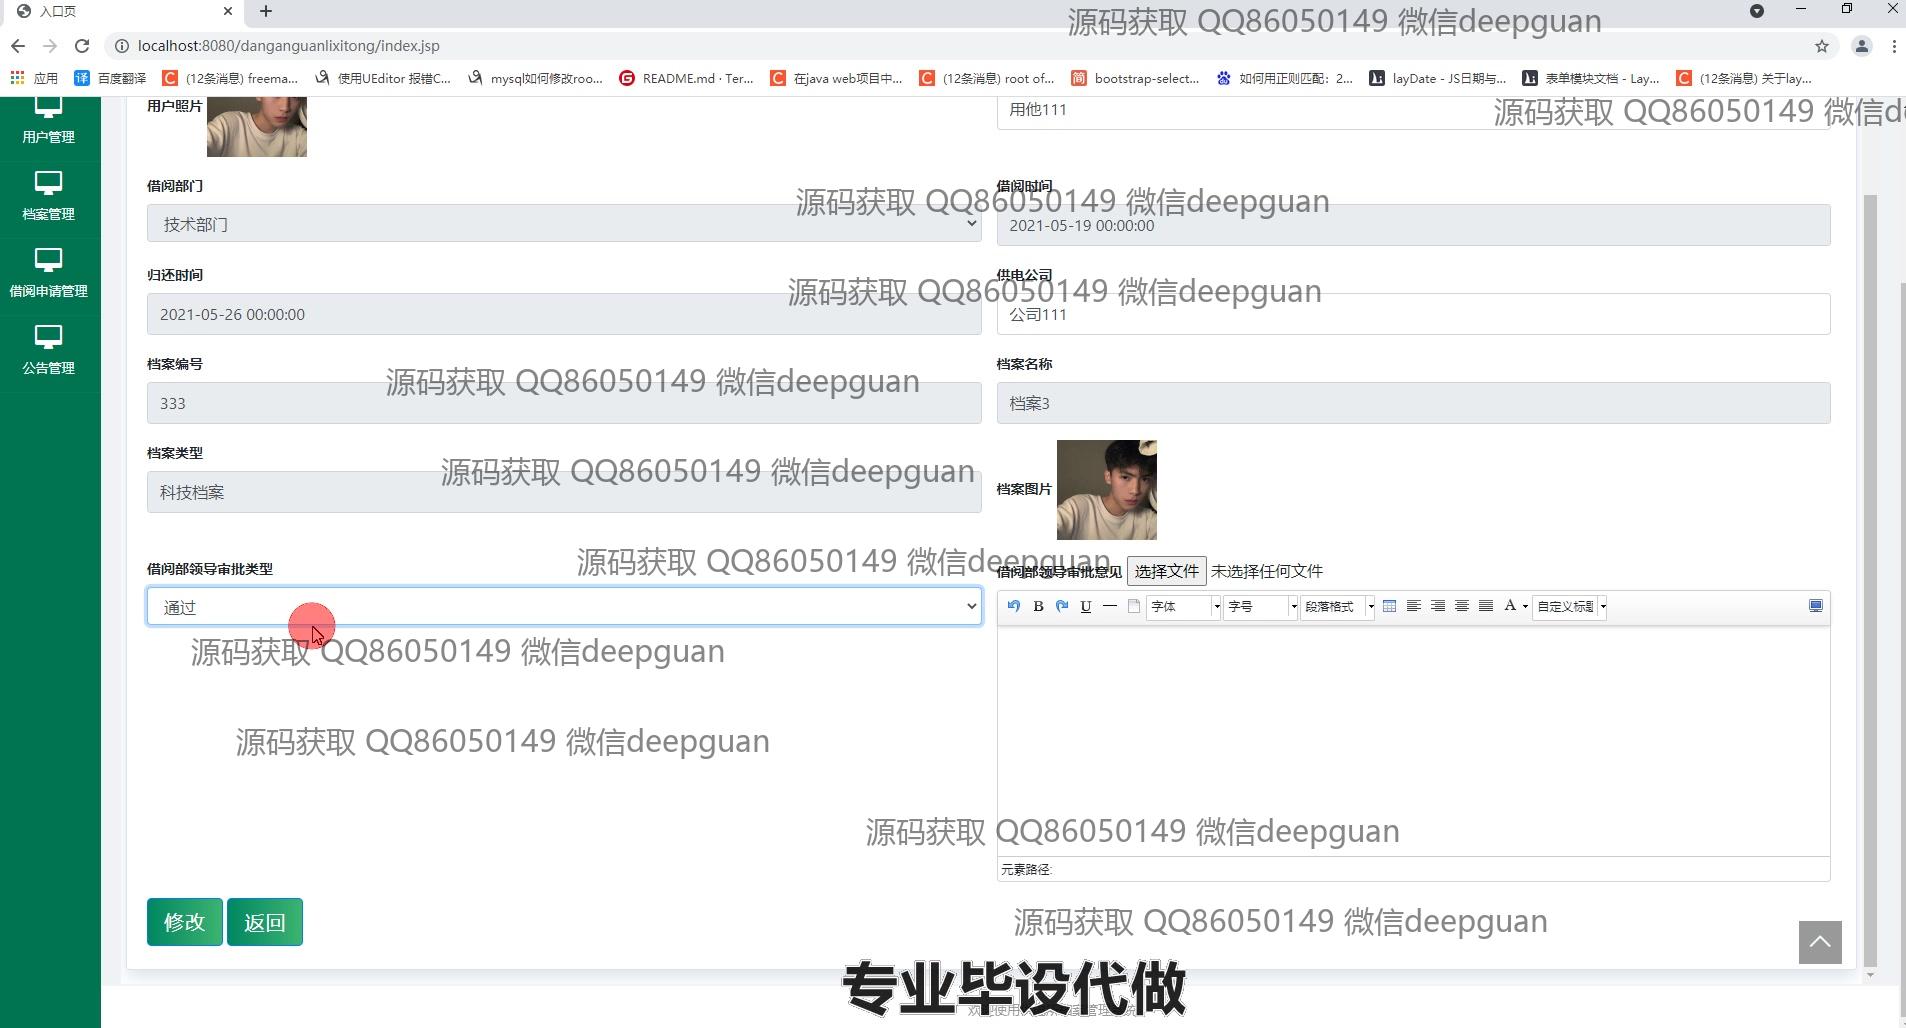 入口页
源码获取 QQ86050149 微信deepguan
localhost:8080/danganguanlixitong/index.jsp
应用
百度翻译
(12条消息) freema...
使用UEditor 报错C...
mysql如何修改roo...
README.md · Ter...
在java web项目中...
(12条消息) root of...
bootstrap-select...
如何用正则匹配：2...
layDate - JS日期与...
表单模块文档 - Lay...
(12条消息) 关于lay...
用户管理
档案管理
借阅申请管理
公告管理
用户照片
用他111
源码获取 QQ86050149 微信d
借阅部门
技术部门
借阅时间
源码获取 QQ86050149 微信deepguan
2021-05-19 00:00:00
归还时间
2021-05-26 00:00:00
供电公司
源码获取 QQ86050149 微信deepguan
公司111
档案编号
333
源码获取 QQ86050149 微信deepguan
档案名称
档案3
档案类型
科技档案
源码获取 QQ86050149 微信deepguan
档案图片
借阅部领导审批类型
通过
源码获取 QQ86050149 微信deepguan
借阅部领导审批意见 选择文件 未选择任何文件
B U 字体 字号 段落格式 A 自定义标题
源码获取 QQ86050149 微信deepguan
源码获取 QQ86050149 微信deepguan
源码获取 QQ86050149 微信deepguan
元素路径:
修改 返回
源码获取 QQ86050149 微信deepguan
专业毕设代做